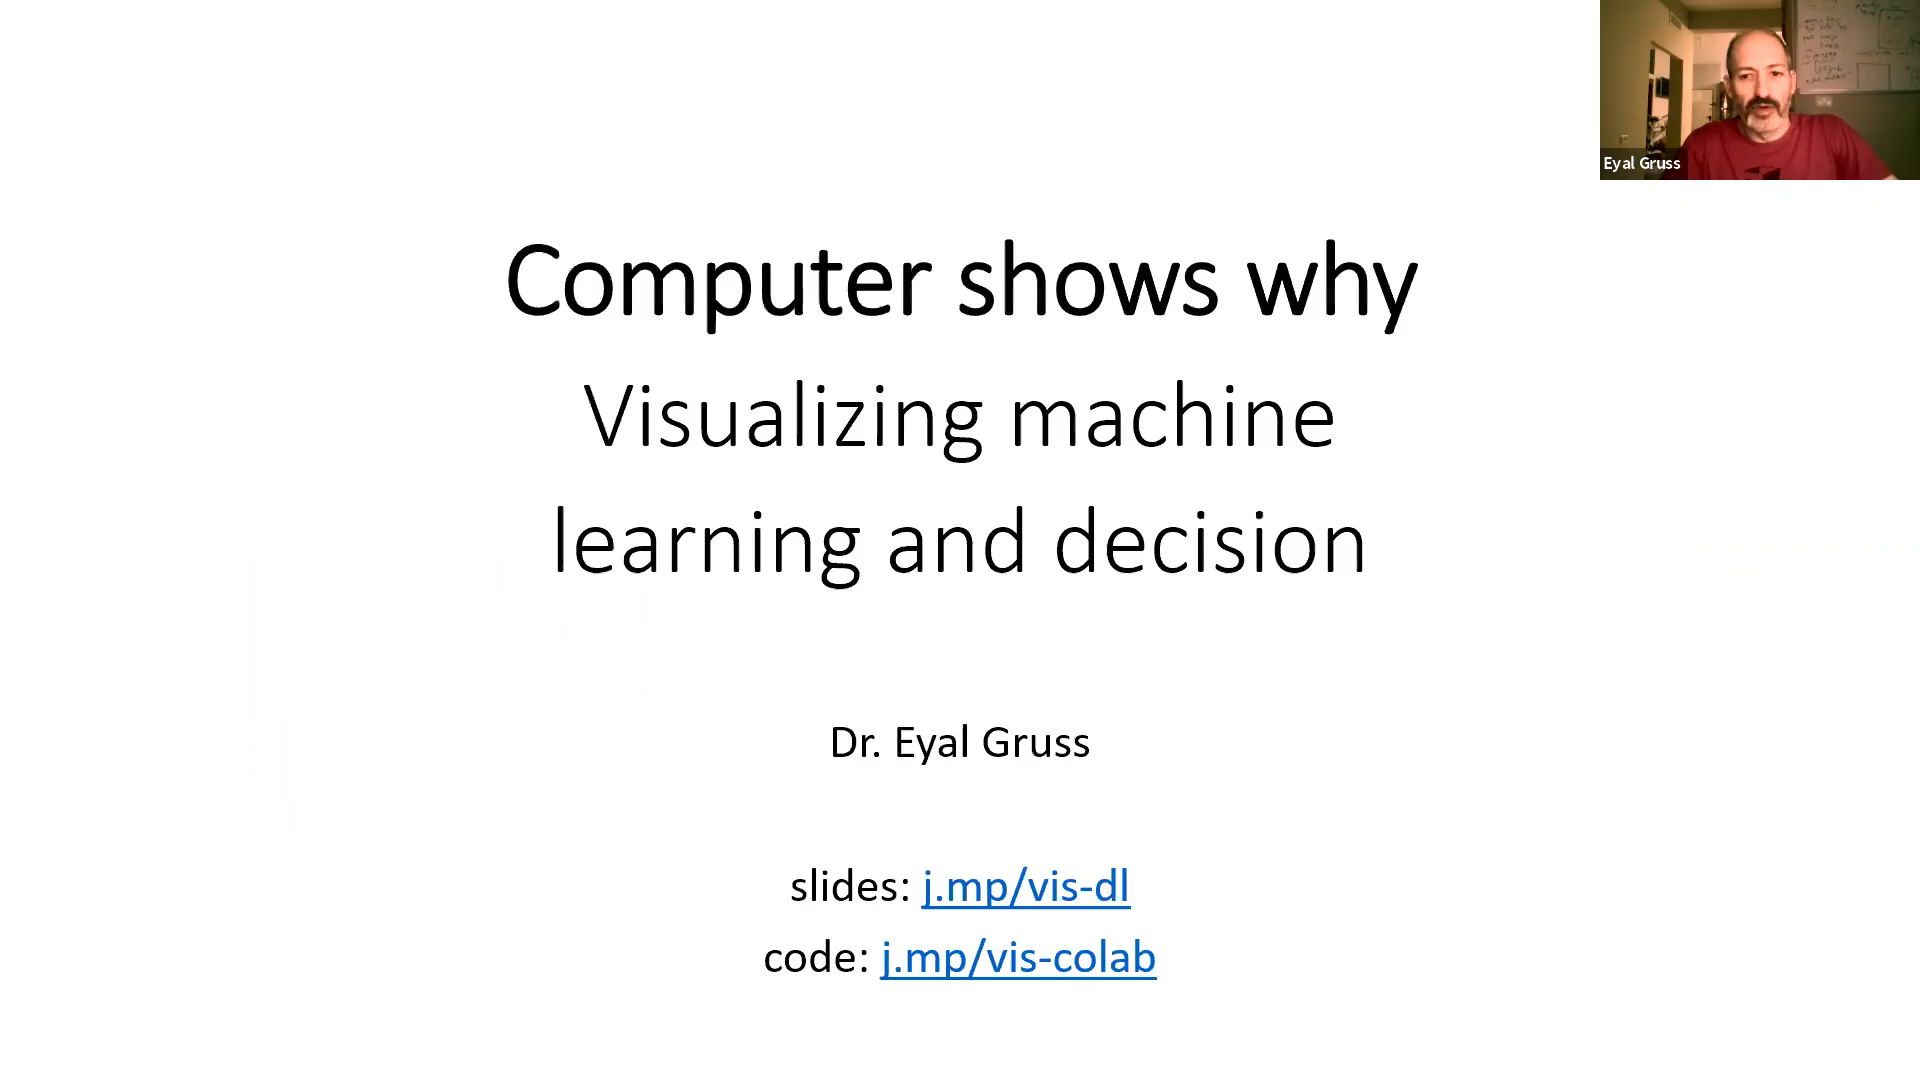 Computer shows why
Visualizing machine
learning and decision
Dr. Eyal Gruss
slides: j.mp/vis-dl
code: j.mp/vis-colab
Eyal Gruss